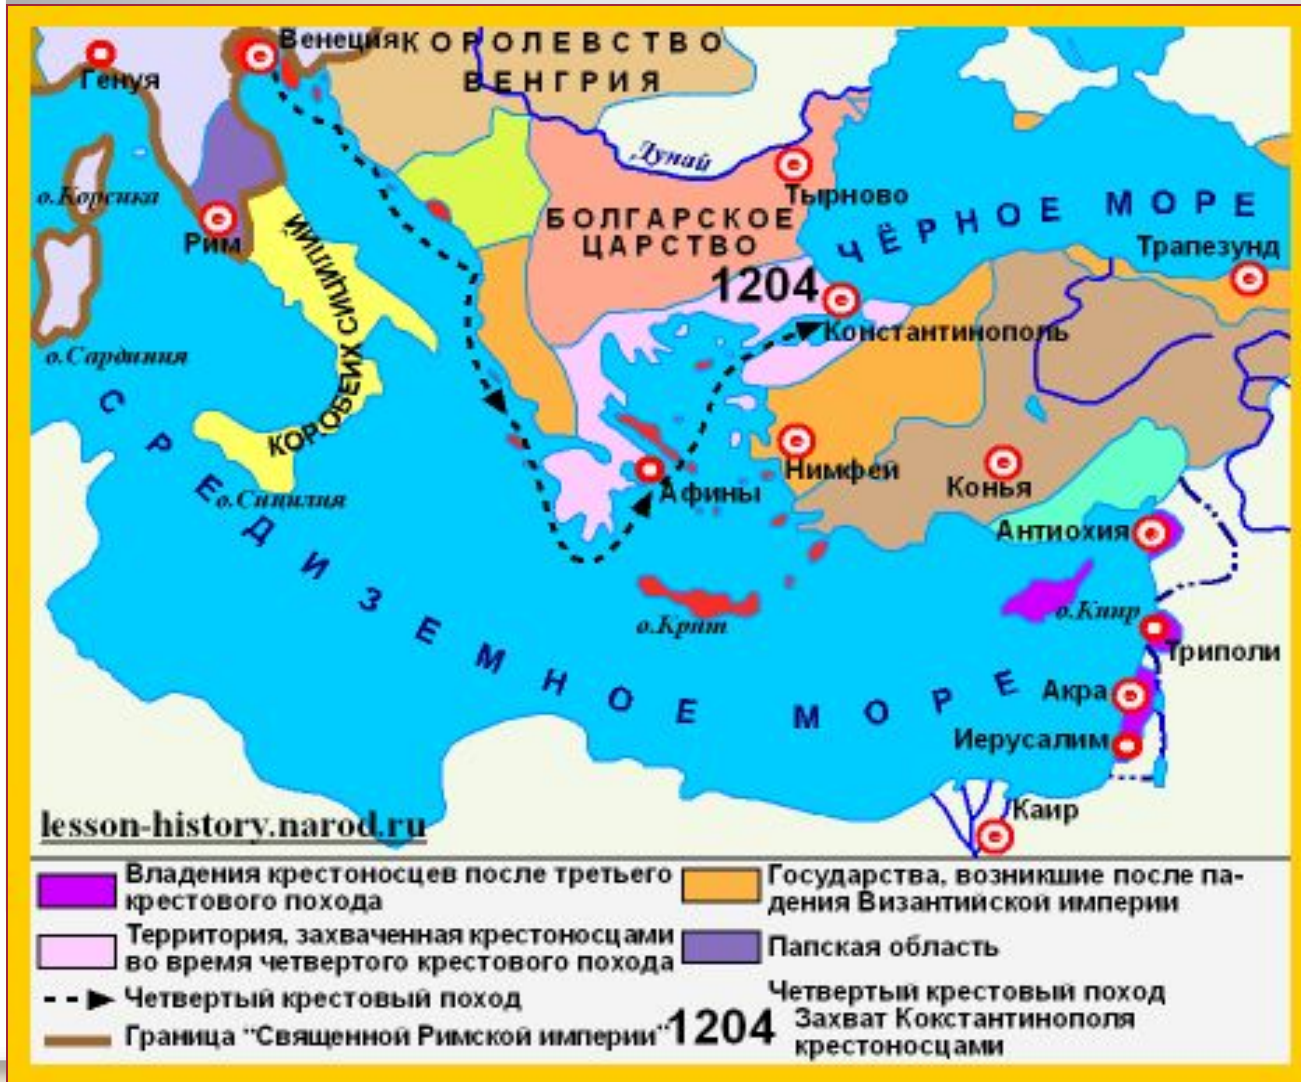 Венеция
КОРОЛЕВСТВО
ВЕНГРИЯ
Генуя
Дунай
Тырново
о.Корсика
БОЛГАРСКОЕ
ЦАРСТВО
ЧЁРНОЕ МОРЕ
Рим
Трапезунд
1204
Константинополь
КОРОБЕИХ СИЦИЛИЙ
о.Сардиния
СРЕДИЗЕМНОЕ МОРЕ
Нимфей
Конья
о.Сицилия
Афины
Антиохия
о.Крит
о.Кипр
Триполи
Акра
Иерусалим
Каир
lesson-history.narod.ru
Владения крестоносцев после третьего
крестового похода
Территория, захваченная крестоносцами
во время четвертого крестового похода
Четвертый крестовый поход
Граница "Священной Римской империи"
Государства, возникшие после па-
дения Византийской империи
Папская область
1204
Четвертый крестовый поход
Захват Кокстантинополя
крестоносцами